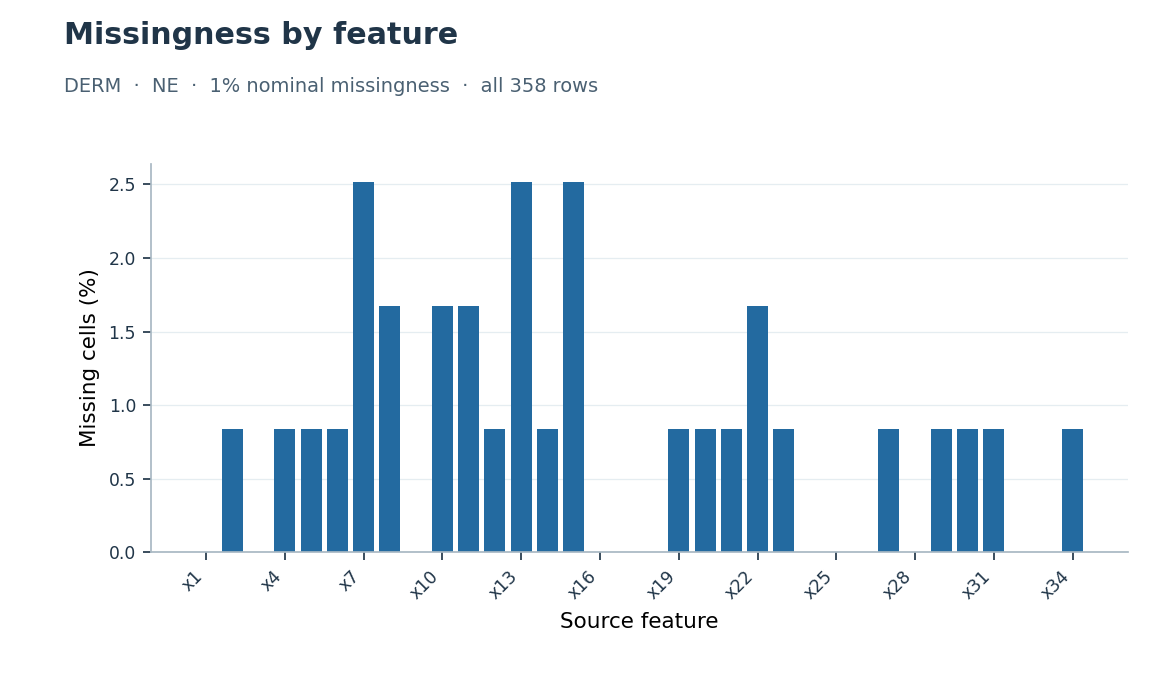 Missingness by feature
DERM · NE · 1% nominal missingness · all 358 rows
Missing cells (%)
2.5
2.0
1.5
1.0
0.5
0.0
x1 x4 x7 x10 x13 x16 x19 x22 x25 x28 x31 x34
Source feature